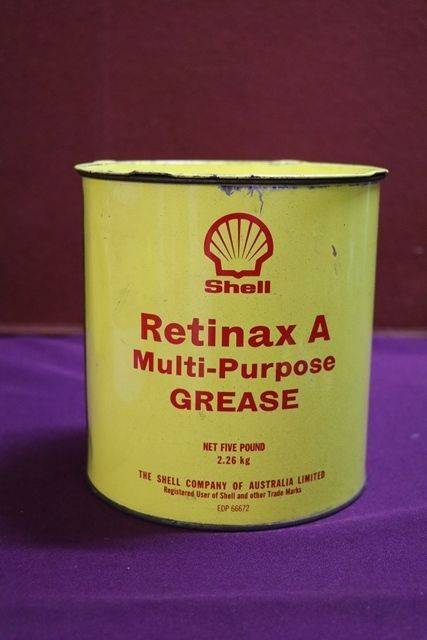 Shell
Retinax A
Multi-Purpose
GREASE
NET FIVE POUND
2.26 kg
THE SHELL COMPANY OF AUSTRALIA LIMITED
Registered User of Shell and other Trade Marks
EDP 66672